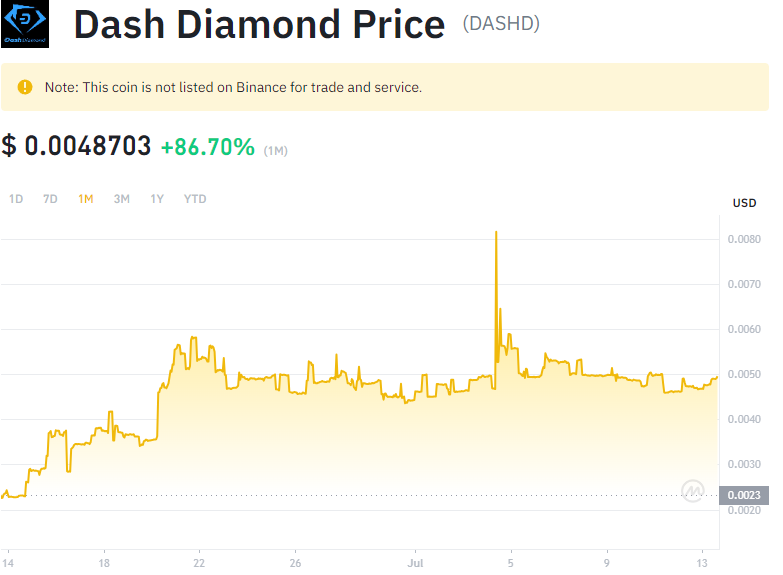 Dash Diamond Price (DASHD)
DashDiamond
Note: This coin is not listed on Binance for trade and service.
$ 0.0048703 +86.70% (1M)
1D 7D 1M 3M 1Y YTD
USD
0.0080
0.0070
0.0060
0.0050
0.0040
0.0030
0.0023
0.0020
14 18 22 26 Jul 5 9 13